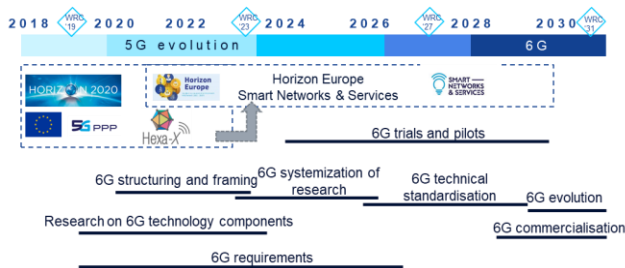 2018 2020 2022 2024 2026 2028 2030
WRC '19
WRC '23
WRC '27
WRC '31
5G evolution
6G
HORIZON 2020
Horizon Europe
Horizon Europe
Smart Networks & Services
SMART
NETWORKS
& SERVICES
5G PPP
Hexa-X
6G trials and pilots
6G structuring and framing
6G systemization of
research
6G technical
standardisation
6G evolution
Research on 6G technology components
6G commercialisation
6G requirements